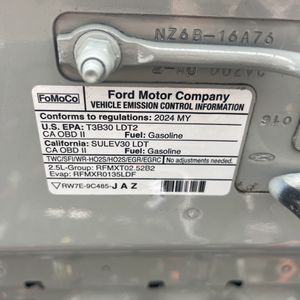 NZ6B-16A76
FoMoCo
Ford Motor Company
VEHICLE EMISSION CONTROL INFORMATION
Conforms to regulations: 2024 MY
U.S. EPA: T3B30 LDT2
CA OBD II Fuel: Gasoline
California: SULEV30 LDT
CA OBD II Fuel: Gasoline
TWC/SFI/WR-HO2S/HO2S/EGR/EGRC No adjustments needed.
2.5L-Group: RFMXT02.52B2
Evap: RFMXR0135LDF
RW7E-9C485-JAZ